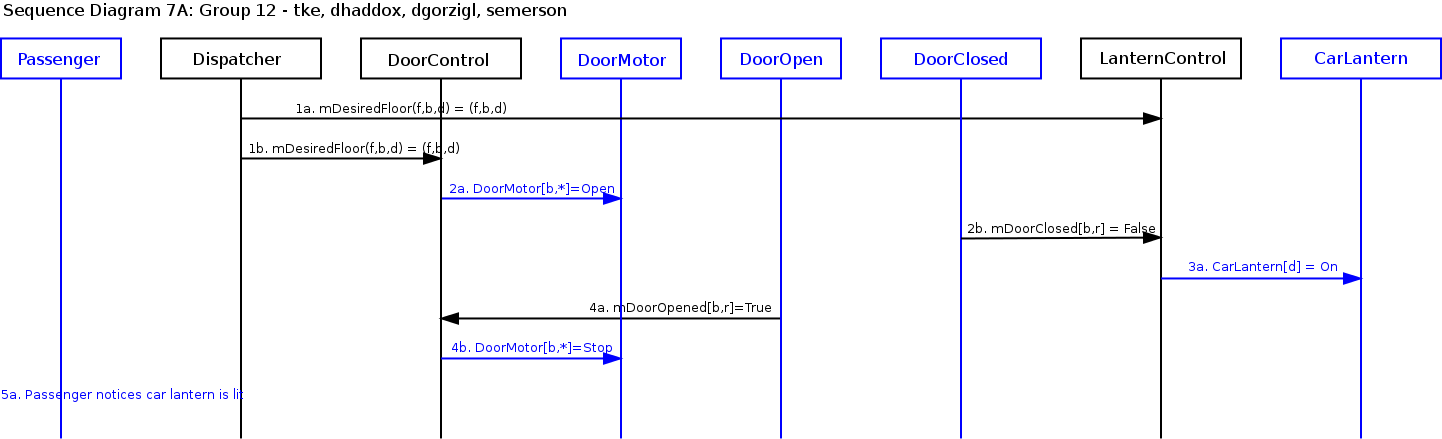 Sequence Diagram 7A: Group 12 - tke, dhaddox, dgorzigl, semerson
Passenger
Dispatcher
DoorControl
DoorMotor
DoorOpen
DoorClosed
LanternControl
CarLantern
1a. mDesiredFloor(f,b,d) = (f,b,d)
1b. mDesiredFloor(f,b,d) = (f,b,d)
2a. DoorMotor[b,*]=Open
2b. mDoorClosed[b,r] = False
3a. CarLantern[d] = On
4a. mDoorOpened[b,r]=True
4b. DoorMotor[b,*]=Stop
5a. Passenger notices car lantern is lit